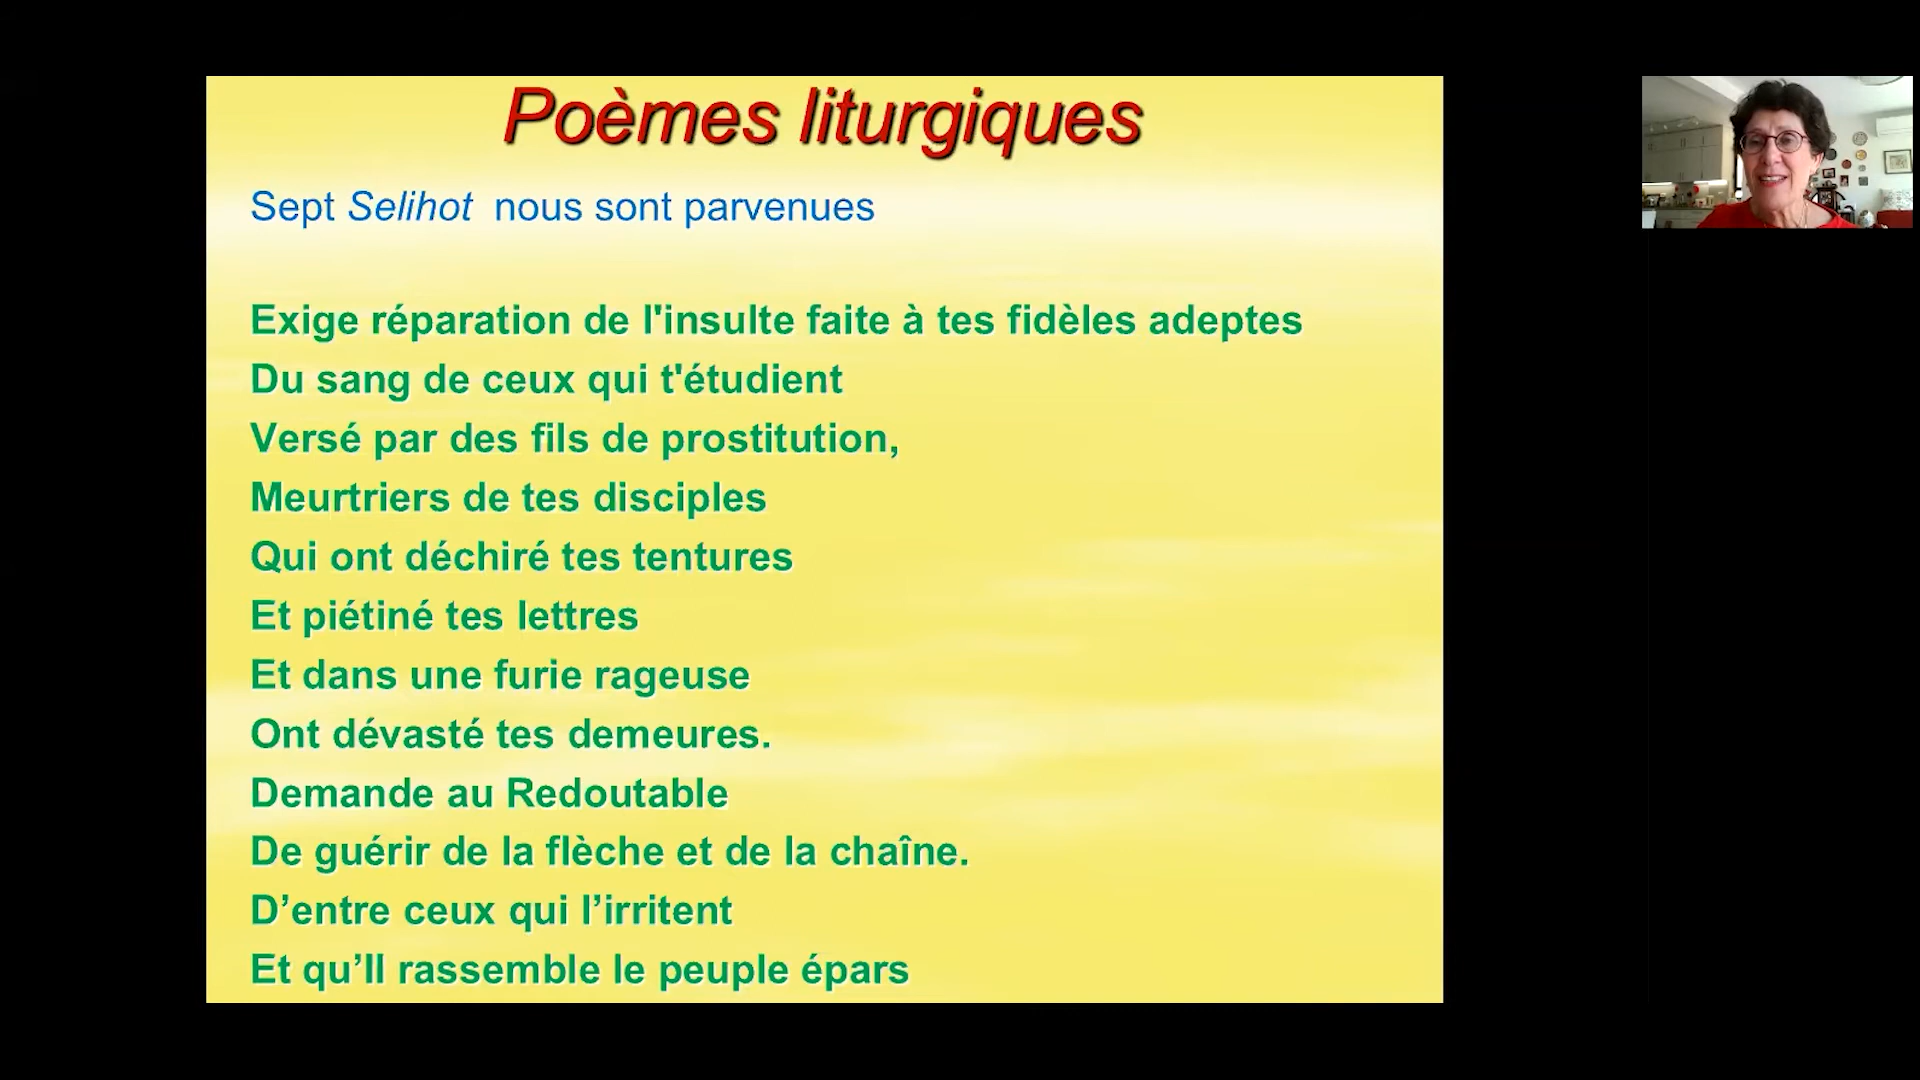 Poèmes liturgiques
Sept Selihot nous sont parvenues
Exige réparation de l'insulte faite à tes fidèles adeptes
Du sang de ceux qui t'étudient
Versé par des fils de prostitution,
Meurtriers de tes disciples
Qui ont déchiré tes tentures
Et piétiné tes lettres
Et dans une furie rageuse
Ont dévasté tes demeures.
Demande au Redoutable
De guérir de la flèche et de la chaîne.
D’entre ceux qui l’irritent
Et qu’Il rassemble le peuple épars